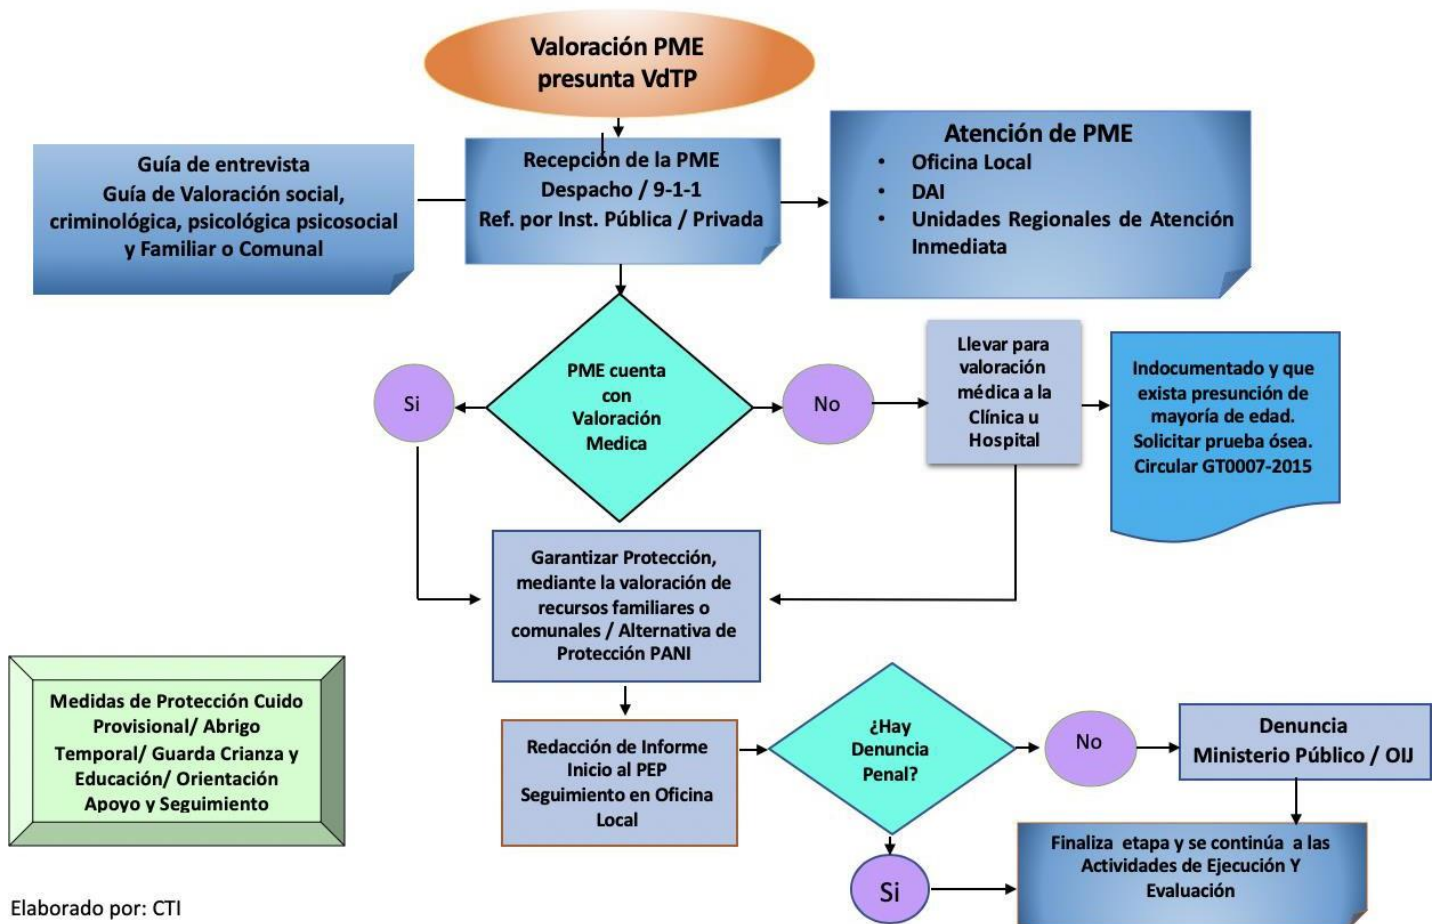 Valoración PME
presunta VdTP
Guía de entrevista
Guía de Valoración social,
criminológica, psicológica psicosocial
y Familiar o Comunal
Recepción de la PME
Despacho / 9-1-1
Ref. por Inst. Pública / Privada
Atención de PME
• Oficina Local
• DAI
• Unidades Regionales de Atención
Inmediata
Si
PME cuenta
con
Valoración
Medica
No
Llevar para
valoración
médica a la
Clínica u
Hospital
Indocumentado y que
exista presunción de
mayoría de edad.
Solicitar prueba ósea.
Circular GT0007-2015
Garantizar Protección,
mediante la valoración de
recursos familiares o
comunales / Alternativa de
Protección PANI
Medidas de Protección Cuido
Provisional/ Abrigo
Temporal/ Guarda Crianza y
Educación/ Orientación
Apoyo y Seguimiento
Redacción de Informe
Inicio al PEP
Seguimiento en Oficina
Local
¿Hay
Denuncia
Penal?
No
Denuncia
Ministerio Público / OIJ
Si
Finaliza etapa y se continúa a las
Actividades de Ejecución Y
Evaluación
Elaborado por: CTI